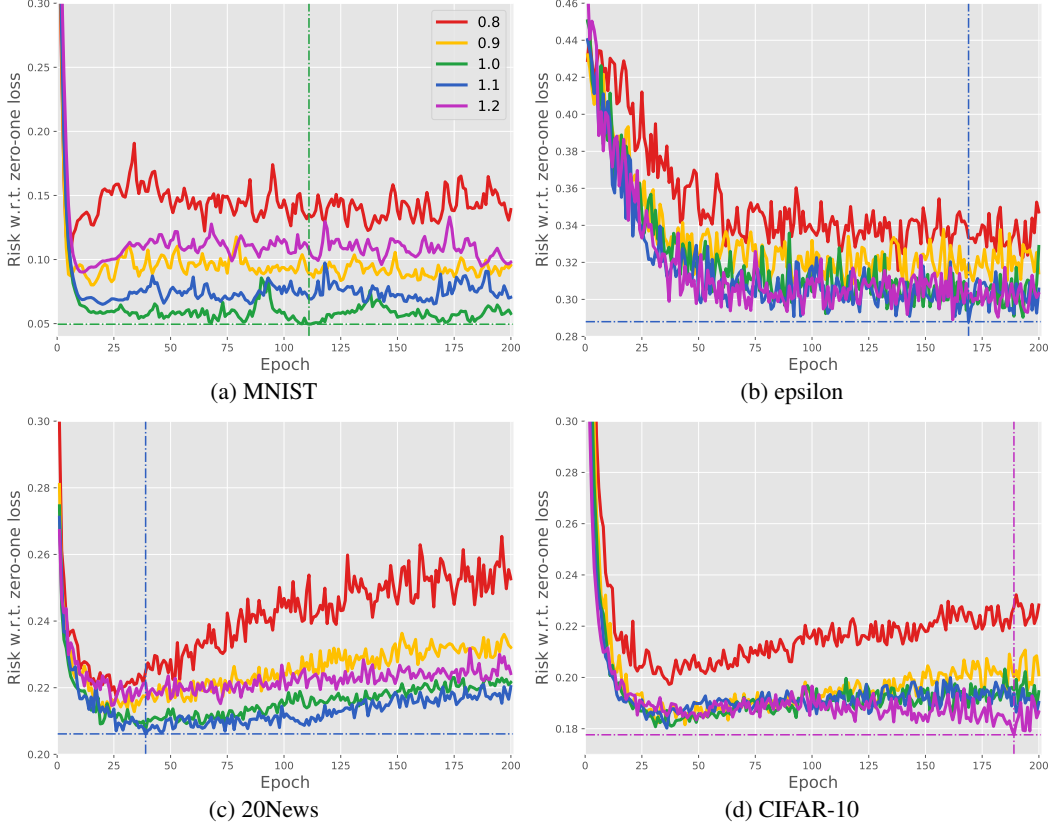 0.30
0.25
0.20
0.15
0.10
0.05
Risk w.r.t. zero-one loss
0.8
0.9
1.0
1.1
1.2
0 25 50 75 100 125 150 175 200
Epoch
(a) MNIST
0.46
0.44
0.42
0.40
0.38
0.36
0.34
0.32
0.30
0.28
Risk w.r.t. zero-one loss
0 25 50 75 100 125 150 175 200
Epoch
(b) epsilon
0.30
0.28
0.26
0.24
0.22
0.20
Risk w.r.t. zero-one loss
0 25 50 75 100 125 150 175 200
Epoch
(c) 20News
0.30
0.28
0.26
0.24
0.22
0.20
0.18
Risk w.r.t. zero-one loss
0 25 50 75 100 125 150 175 200
Epoch
(d) CIFAR-10